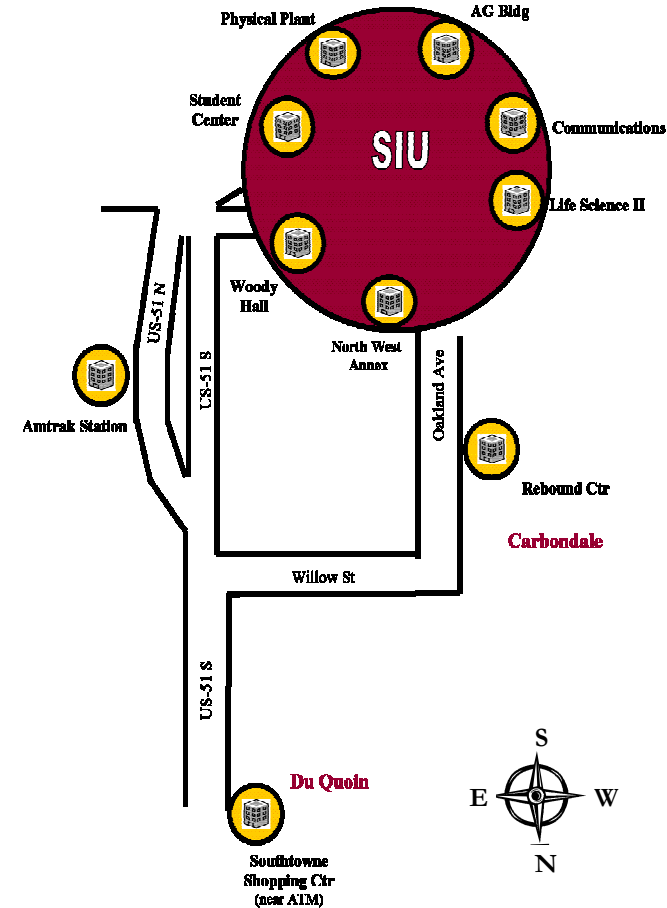 Physical Plant
AG Bldg
Student
Center
SIU
Communications
Life Science II
Woody
Hall
US-51 N
North West
Annex
US-51 S
Oakland Ave
Amtrak Station
Rebound Ctr
Carbondale
Willow St
US-51 S
Du Quoin
S
E
W
N
Southtowne
Shopping Ctr
(near ATM)